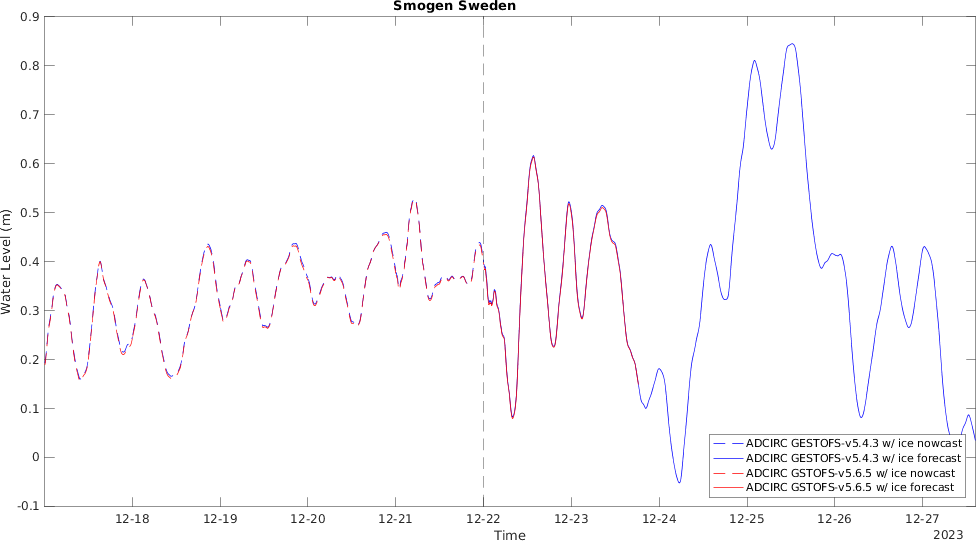 Smogen Sweden
0.9
0.8
0.7
0.6
0.5
0.4
0.3
0.2
0.1
0
-0.1
Water Level (m)
12-18 12-19 12-20 12-21 12-22 12-23 12-24 12-25 12-26 12-27
Time
2023
ADCIRC GESTOFS-v5.4.3 w/ ice nowcast
ADCIRC GESTOFS-v5.4.3 w/ ice forecast
ADCIRC GSTOFS-v5.6.5 w/ ice nowcast
ADCIRC GSTOFS-v5.6.5 w/ ice forecast